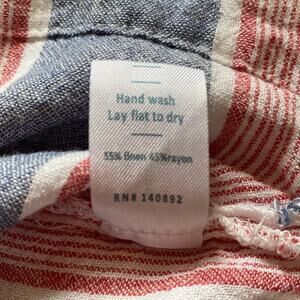 Hand wash
Lay flat to dry
55% linen 45%rayon
RN# 140892